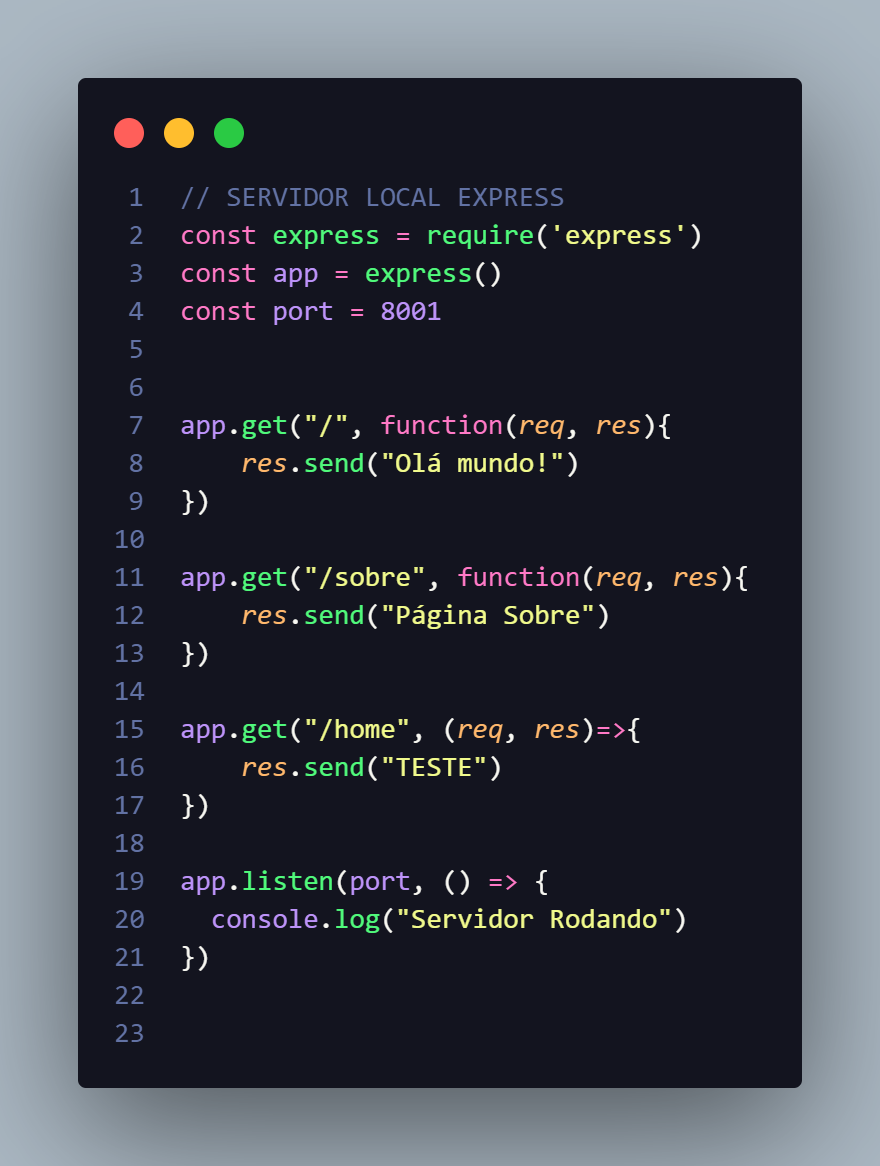 1 // SERVIDOR LOCAL EXPRESS
2 const express = require('express')
3 const app = express()
4 const port = 8001
5
6
7 app.get("/", function(req, res){
8     res.send("Olá mundo!")
9 })
10
11 app.get("/sobre", function(req, res){
12     res.send("Página Sobre")
13 })
14
15 app.get("/home", (req, res)=>{
16     res.send("TESTE")
17 })
18
19 app.listen(port, () => {
20   console.log("Servidor Rodando")
21 })
22
23